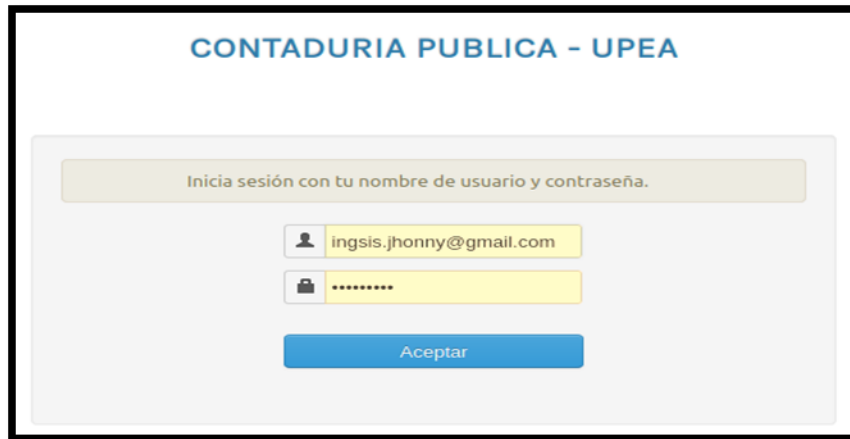 CONTADURIA PUBLICA - UPEA
Inicia sesión con tu nombre de usuario y contraseña.
ingsis.jhonny@gmail.com
•••••••••
Aceptar